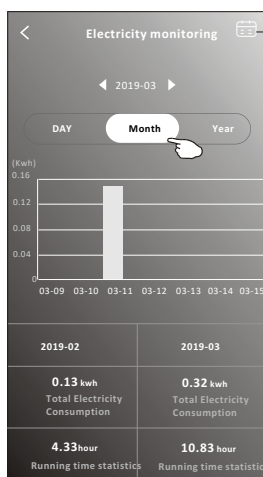 Electricity monitoring
2019-03
DAY Month Year
(Kwh)
0.16
0.12
0.08
0.04
0
03-09 03-10 03-11 03-12 03-13 03-14 03-15
2019-02 2019-03
0.13 kwh 0.32 kwh
Total Electricity Total Electricity
Consumption Consumption
4.33hour 10.83 hour
Running time statistics Running time statistic